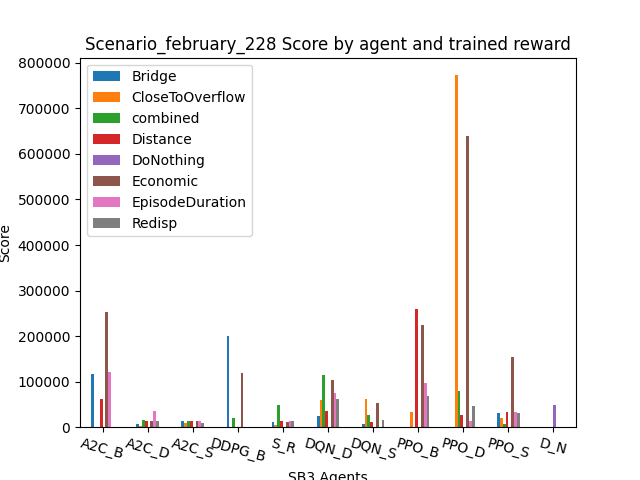 Scenario_february_228 Score by agent and trained reward
800000
700000
600000
500000
400000
300000
200000
100000
0
Score
Bridge
CloseToOverflow
combined
Distance
DoNothing
Economic
EpisodeDuration
Redisp
A2C_B
A2C_D
A2C_S
DDPG_B
S_R
DQN_D
DQN_S
PPO_B
PPO_D
PPO_S
D_N
SB3 Agents